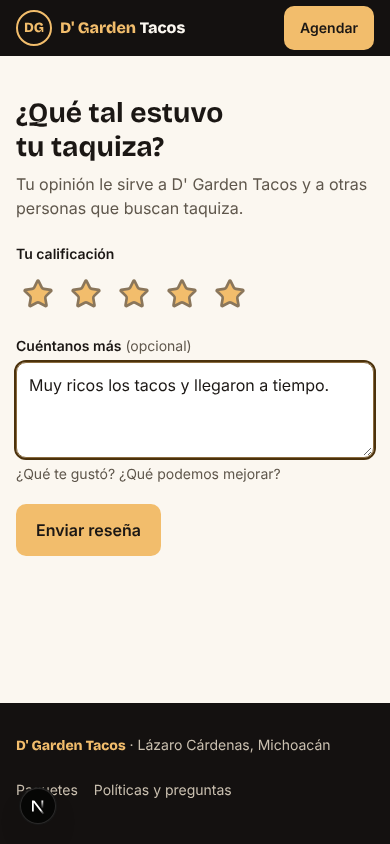 DG D' Garden Tacos Agendar
¿Qué tal estuvo
tu taquiza?
Tu opinión le sirve a D' Garden Tacos y a otras
personas que buscan taquiza.
Tu calificación
Cuéntanos más (opcional)
Muy ricos los tacos y llegaron a tiempo.
¿Qué te gustó? ¿Qué podemos mejorar?
Enviar reseña
D' Garden Tacos · Lázaro Cárdenas, Michoacán
Políticas y preguntas
N